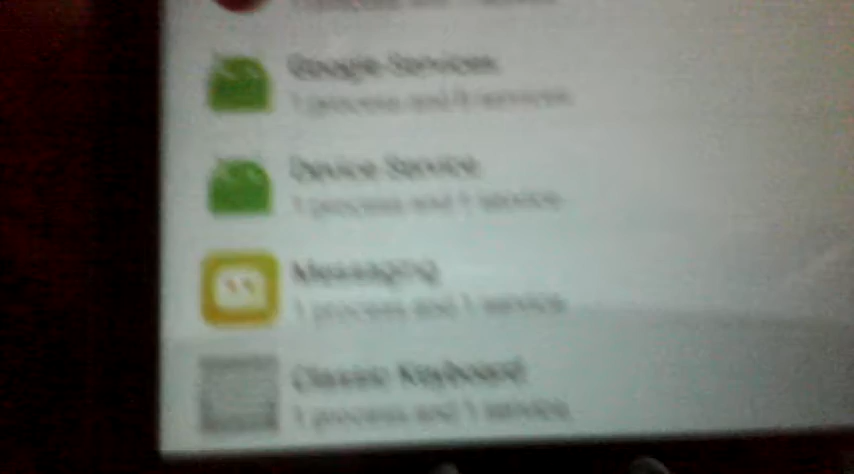 Google Services
1 process and 8 services
Device Service
1 process and 1 service
Messaging
1 process and 1 service
Classic Keyboard
1 process and 1 service